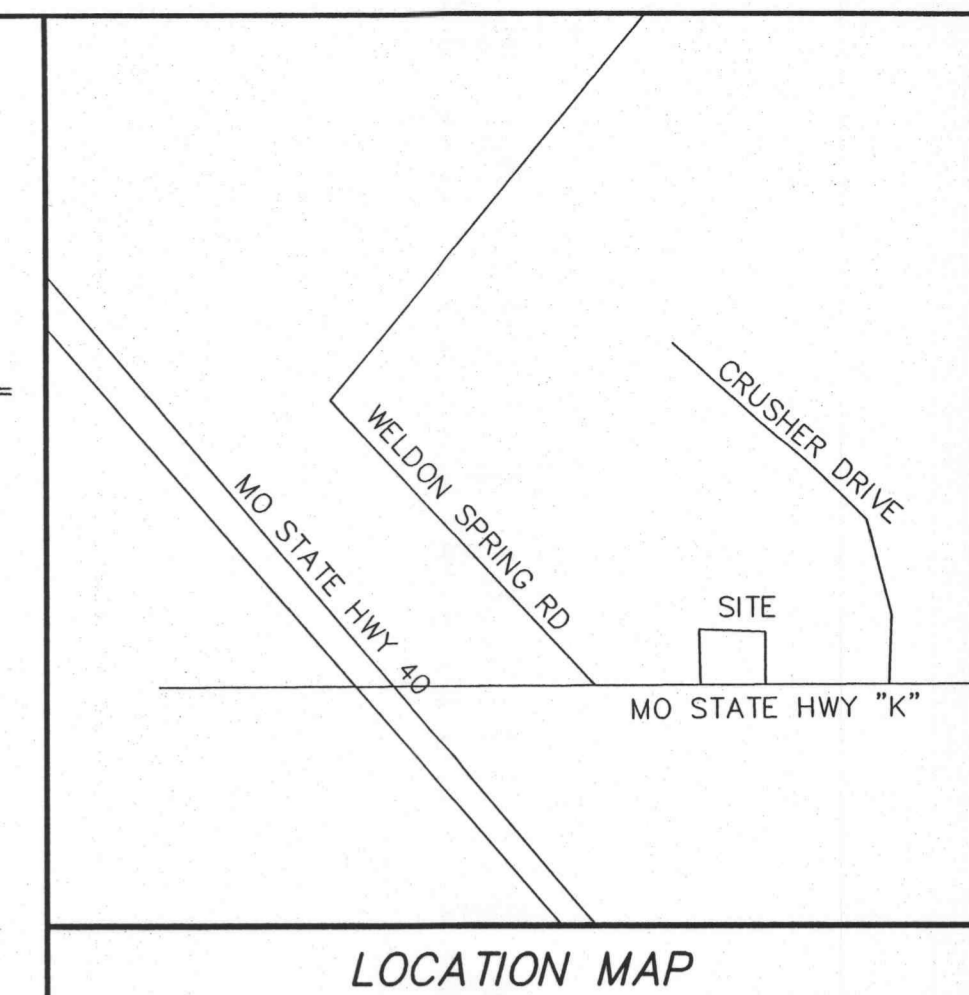 CRUSHER DRIVE
WELDON SPRING RD
MO STATE HWY 40
SITE
MO STATE HWY "K"
LOCATION MAP